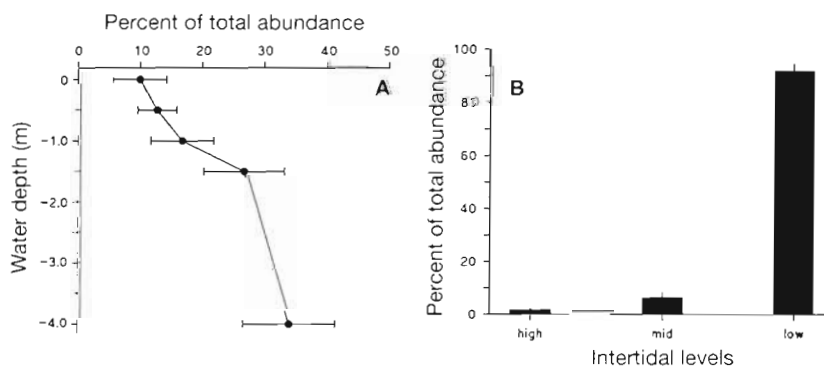 Percent of total abundance
0 10 20 30 40 50
A
Water depth (m)
0
-1.0
-2.0
-3.0
-4.0
B
Percent of total abundance
100
80
60
40
20
0
high mid low
Intertidal levels